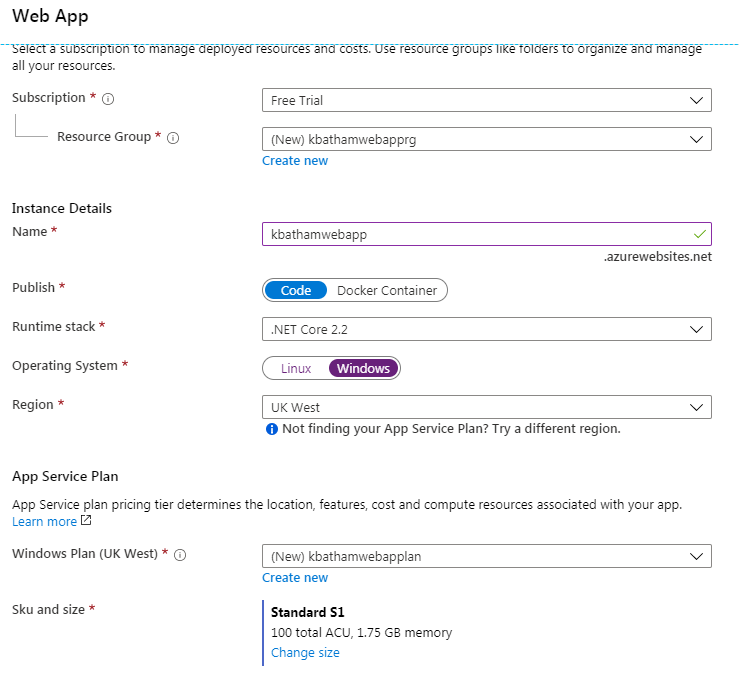 Web App
Select a subscription to manage deployed resources and costs. Use resource groups like folders to organize and manage
all your resources.
Subscription *
Free Trial
Resource Group *
(New) kbathamwebapprg
Create new
Instance Details
Name *
kbathamwebapp
.azurewebsites.net
Publish *
Code Docker Container
Runtime stack *
.NET Core 2.2
Operating System *
Linux Windows
Region *
UK West
Not finding your App Service Plan? Try a different region.
App Service Plan
App Service plan pricing tier determines the location, features, cost and compute resources associated with your app.
Learn more
Windows Plan (UK West) *
(New) kbathamwebapplan
Create new
Sku and size *
Standard S1
100 total ACU, 1.75 GB memory
Change size